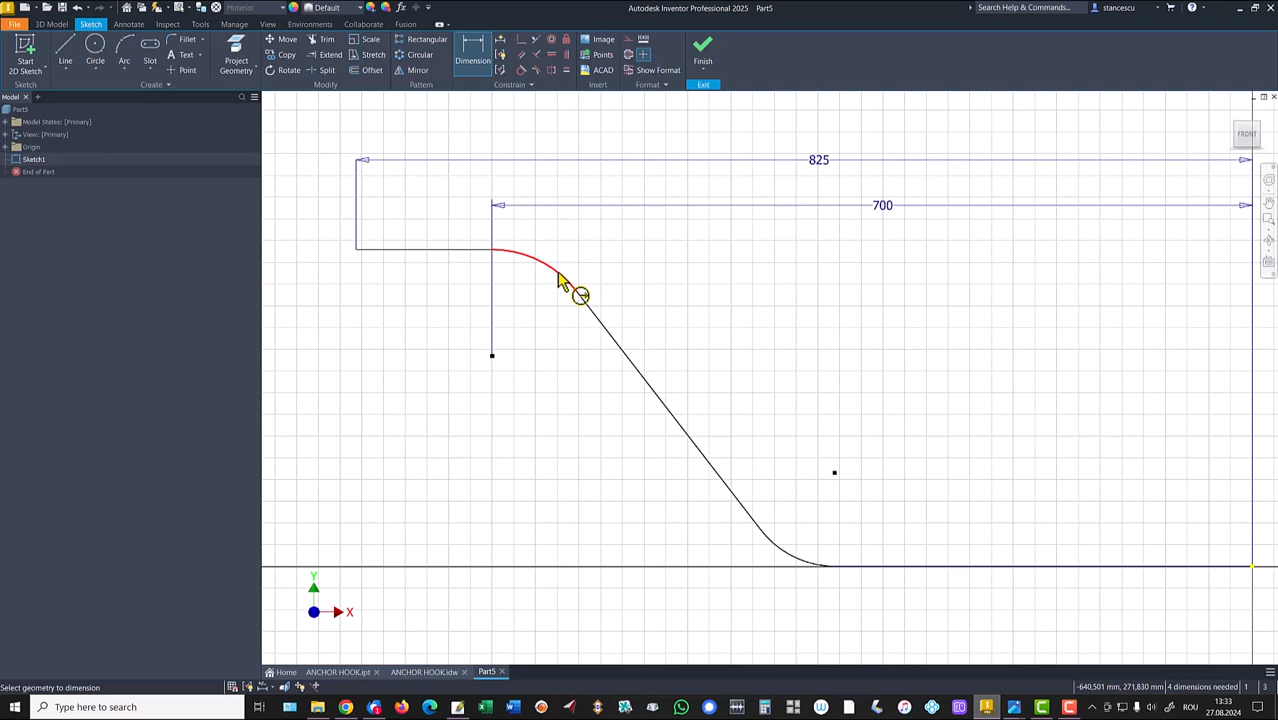 Material
Default
Autodesk Inventor Professional 2025 Part5
Search Help & Commands...
stancescu
File
3D Model
Sketch
Annotate
Inspect
Tools
Manage
View
Environments
Collaborate
Fusion
Start
2D Sketch
Line
Circle
Arc
Slot
Fillet
Text
Point
Project
Geometry
Move
Copy
Rotate
Trim
Extend
Split
Scale
Stretch
Offset
Rectangular
Circular
Mirror
Dimension
Image
Points
ACAD
Show Format
Finish
Sketch
Create
Modify
Pattern
Constrain
Insert
Format
Exit
Model
Part5
Model States: [Primary]
View: [Primary]
Origin
Sketch1
End of Part
FRONT
825
700
Y
X
Home
ANCHOR HOOK.ipt
ANCHOR HOOK.idw
Part5
Select geometry to dimension
-640,501 mm, 271,830 mm
4 dimensions needed
1
3
Type here to search
ROU
13:33
27.08.2024